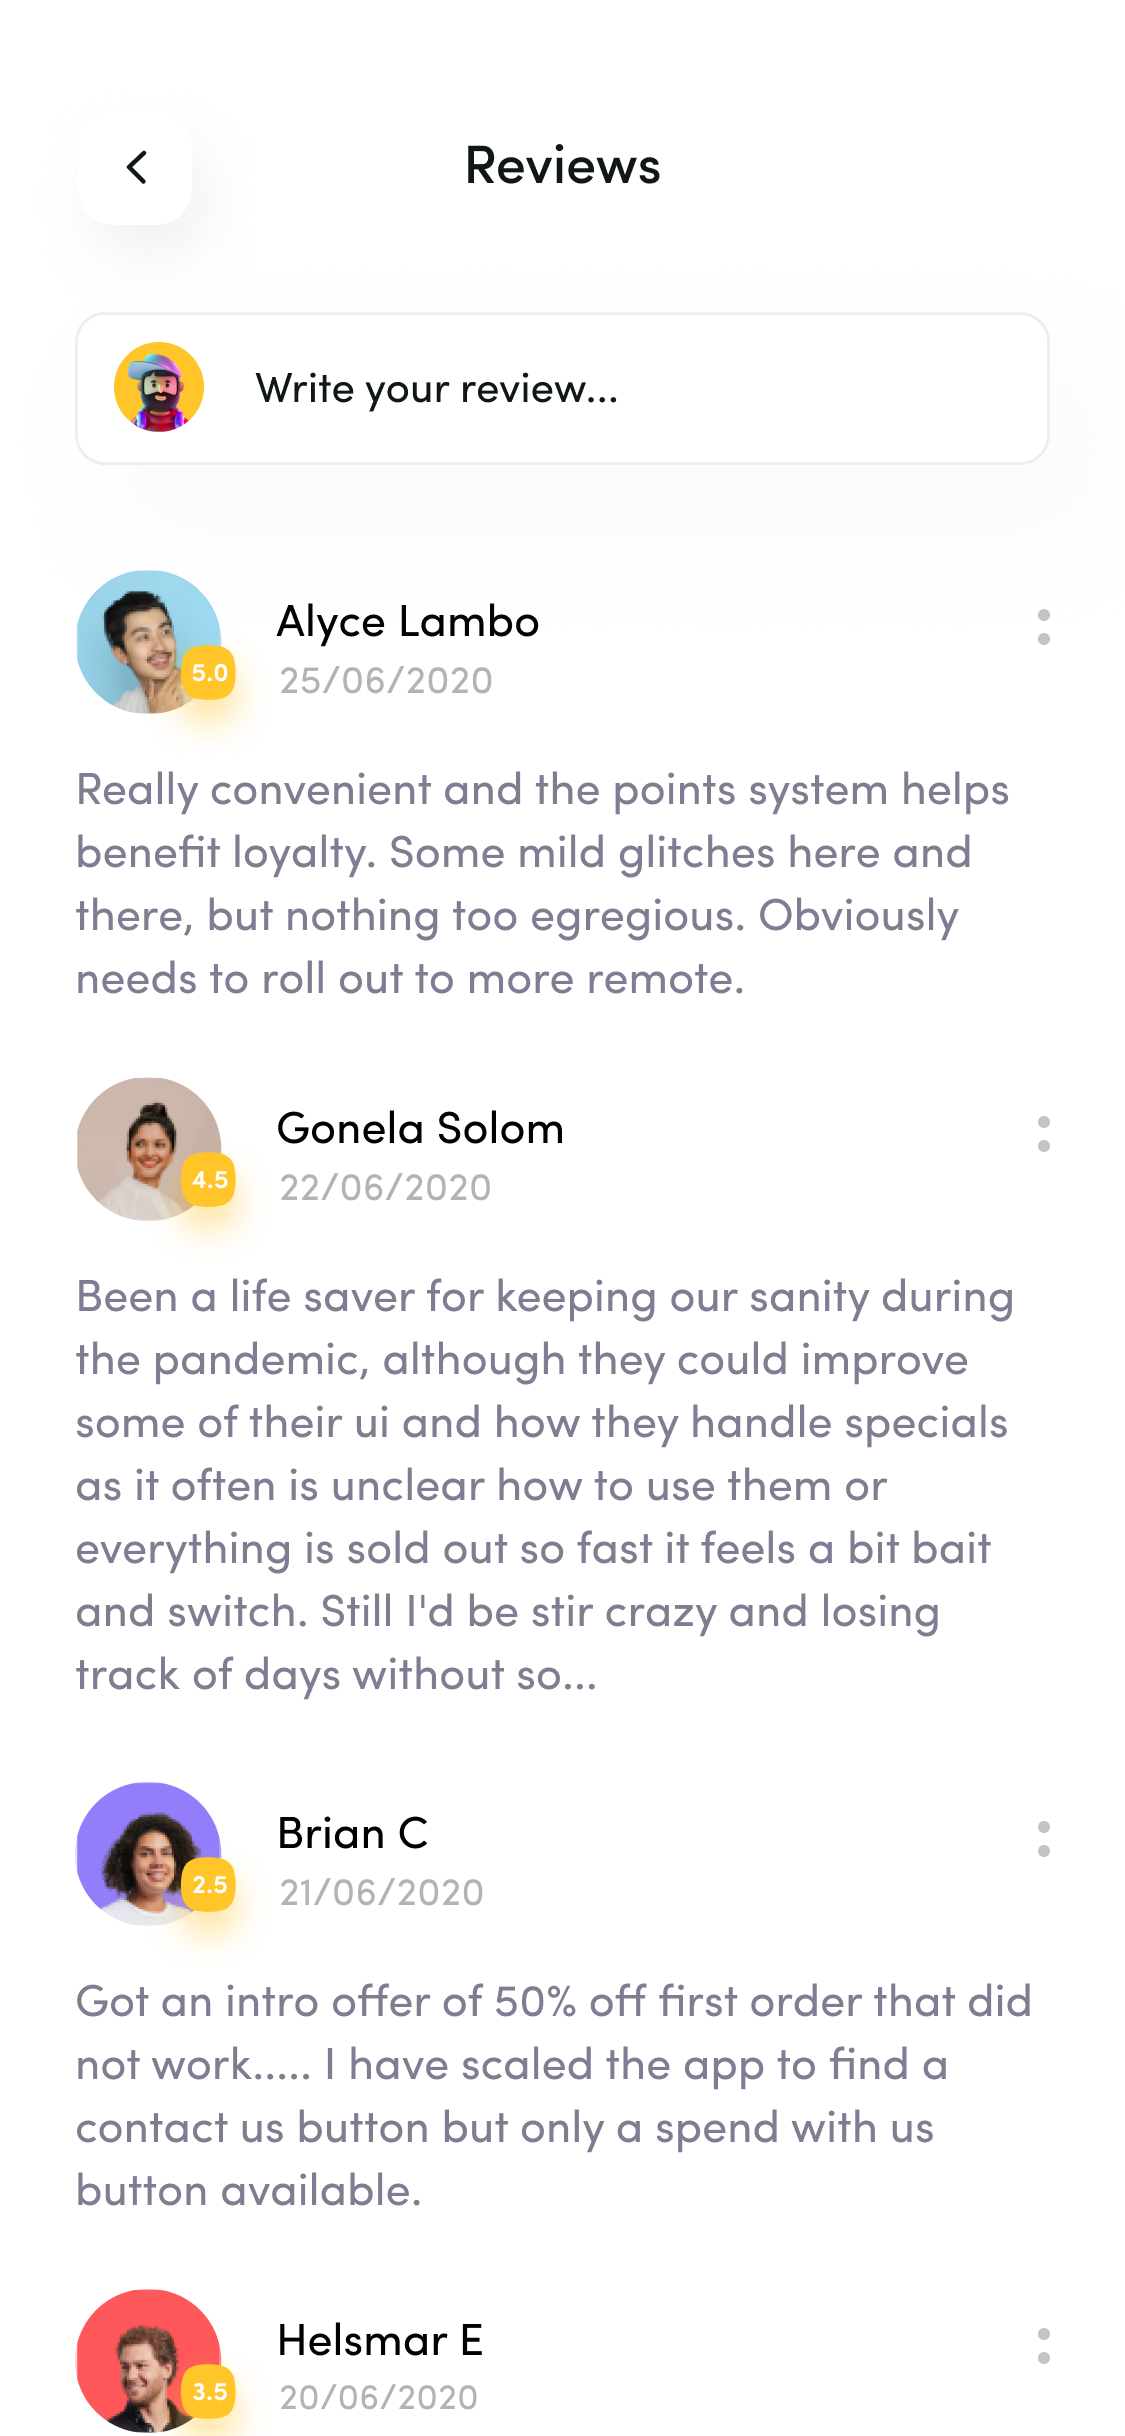 Reviews
Write your review...
Alyce Lambo
5.0
25/06/2020
Really convenient and the points system helps
benefit loyalty. Some mild glitches here and
there, but nothing too egregious. Obviously
needs to roll out to more remote.
Gonela Solom
4.5
22/06/2020
Been a life saver for keeping our sanity during
the pandemic, although they could improve
some of their ui and how they handle specials
as it often is unclear how to use them or
everything is sold out so fast it feels a bit bait
and switch. Still I'd be stir crazy and losing
track of days without so...
Brian C
2.5
21/06/2020
Got an intro offer of 50% off first order that did
not work..... I have scaled the app to find a
contact us button but only a spend with us
button available.
Helsmar E
3.5
20/06/2020